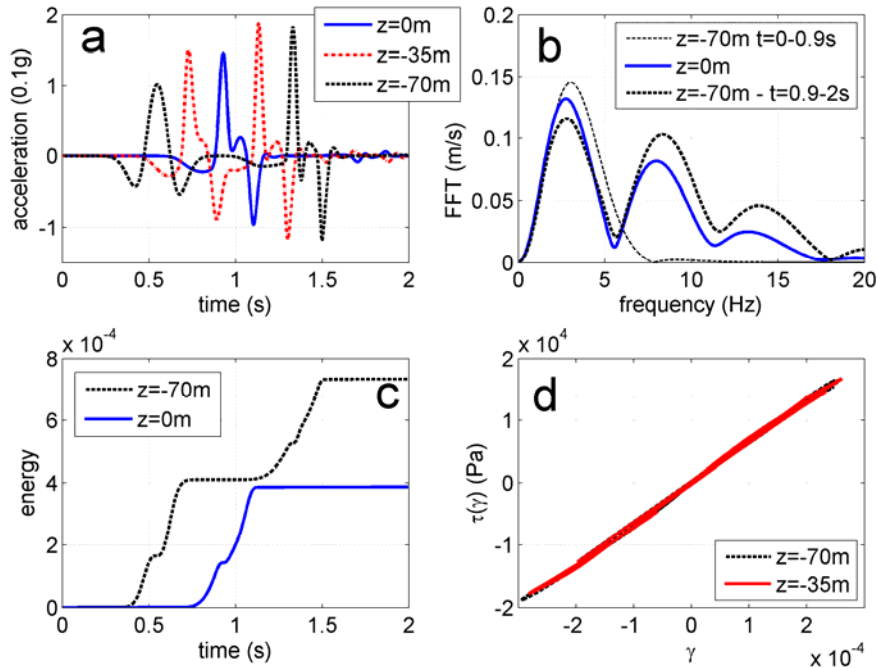 a
z=0m
z=-35m
z=-70m
acceleration (0.1g)
2
1
0
-1
0
0.5
1
1.5
2
time (s)
b
z=-70m t=0-0.9s
z=0m
z=-70m - t=0.9-2s
FFT (m/s)
0.2
0.15
0.1
0.05
0
0
5
10
15
20
frequency (Hz)
x 10⁻⁴
c
z=-70m
z=0m
energy
8
6
4
2
0
0
0.5
1
1.5
2
time (s)
x 10⁴
d
z=-70m
z=-35m
τ(γ) (Pa)
2
1
0
-1
-2
-2
-1
0
1
2
γ
x 10⁻⁴